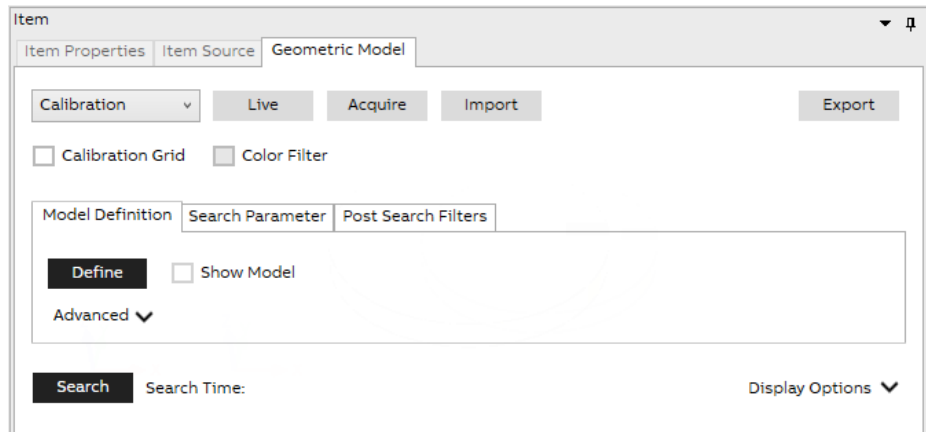 Item
Item Properties Item Source Geometric Model
Calibration Live Acquire Import Export
Calibration Grid Color Filter
Model Definition Search Parameter Post Search Filters
Define Show Model
Advanced
Search Search Time: Display Options